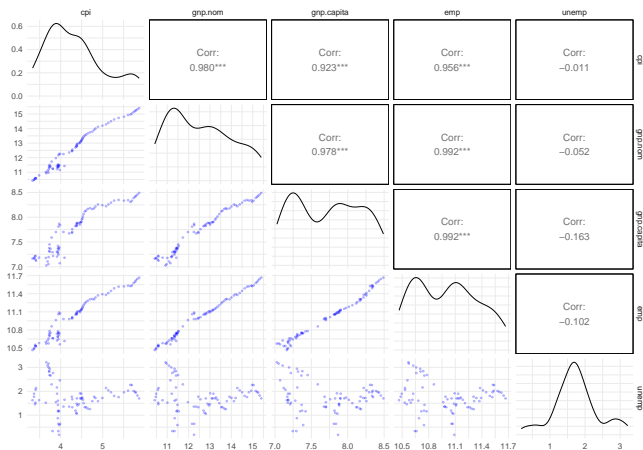 cpi gnp.nom gnp.capita emp unemp
0.6
0.4
0.2
0.0
Corr:
0.980***
Corr:
0.923***
Corr:
0.956***
Corr:
−0.011
cpi
15
14
13
12
11
Corr:
0.978***
Corr:
0.992***
Corr:
−0.052
gnp.nom
8.5
8.0
7.5
7.0
Corr:
0.992***
Corr:
−0.163
gnp.capita
11.7
11.4
11.1
10.8
10.5
Corr:
−0.102
emp
3
2
1
unemp
4 5 11 12 13 14 15 7.0 7.5 8.0 8.5 10.5 10.8 11.1 11.4 11.7 1 2 3